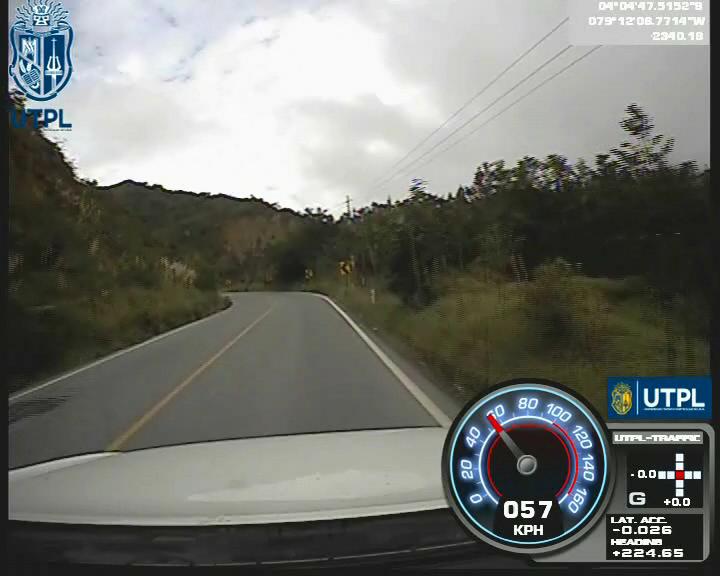 04°04'47.5152"S
079°12'08.7714"W
2340.18
UTPL
UTPL
UTPL-TRAFFIC
0 20 40 60 80 100 120 140 160
057
KPH
-0.0
G
+0.0
LAT. ACC.
-0.026
HEADING
+224.65